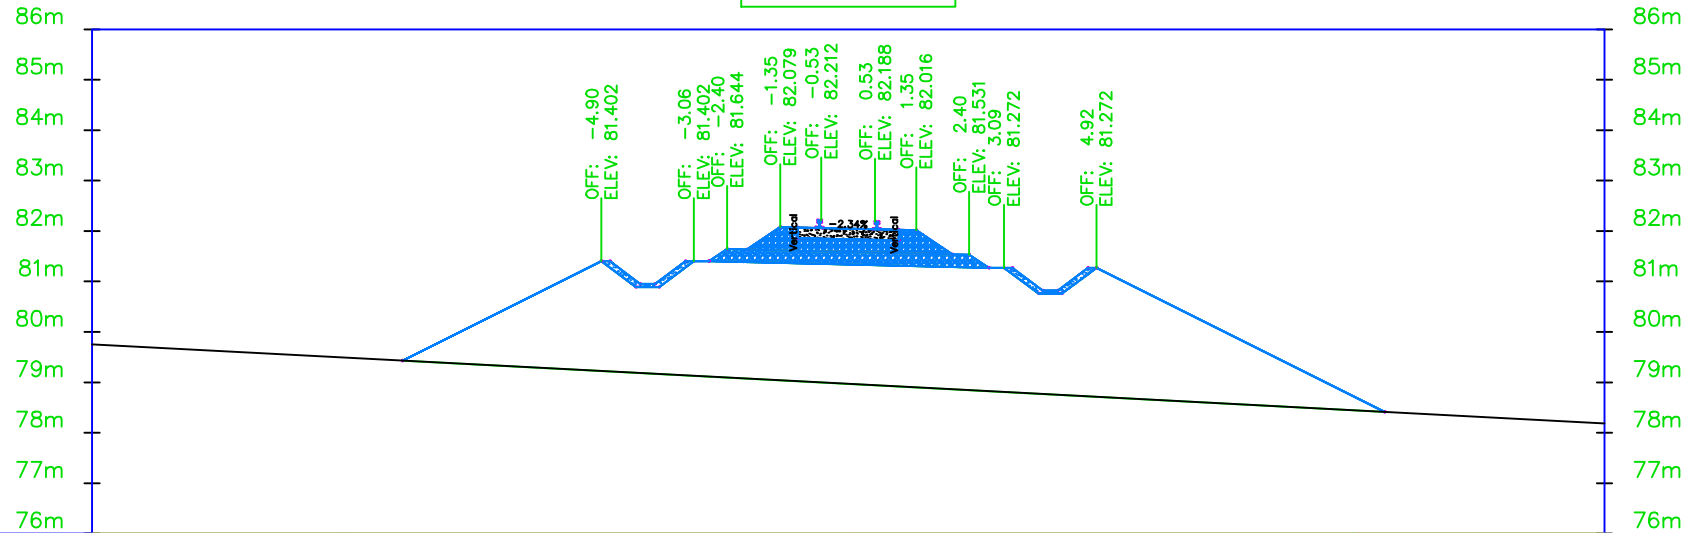 86m
85m
84m
83m
82m
81m
80m
79m
78m
77m
76m
OFF: -4.90
ELEV: 81.402
OFF: -3.06
ELEV: 81.402
OFF: -2.40
ELEV: 81.644
OFF: -1.35
ELEV: 82.079
OFF: -0.53
ELEV: 82.212
OFF: 0.53
ELEV: 82.188
OFF: 1.35
ELEV: 82.016
OFF: 2.40
ELEV: 81.531
OFF: 3.09
ELEV: 81.272
OFF: 4.92
ELEV: 81.272
Vertical
-2.34%
Vertical
86m
85m
84m
83m
82m
81m
80m
79m
78m
77m
76m